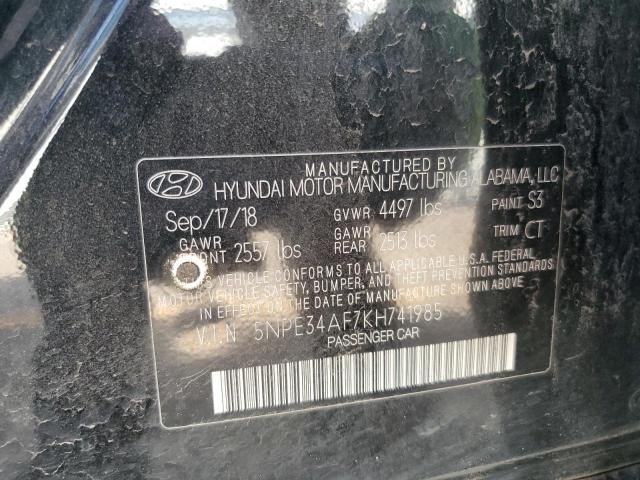 MANUFACTURED BY
HYUNDAI MOTOR MANUFACTURING ALABAMA, LLC
Sep/17/18 GVWR 4497 lbs PAINT S3
GAWR 2557 lbs GAWR REAR 2513 lbs TRIM CT
VEHICLE CONFORMS TO ALL APPLICABLE U.S.A. FEDERAL
MOTOR VEHICLE SAFETY, BUMPER, AND THEFT PREVENTION STANDARDS
IN EFFECT ON THE DATE OF MANUFACTURE SHOWN ABOVE
V.I.N 5NPE34AF7KH741985
PASSENGER CAR